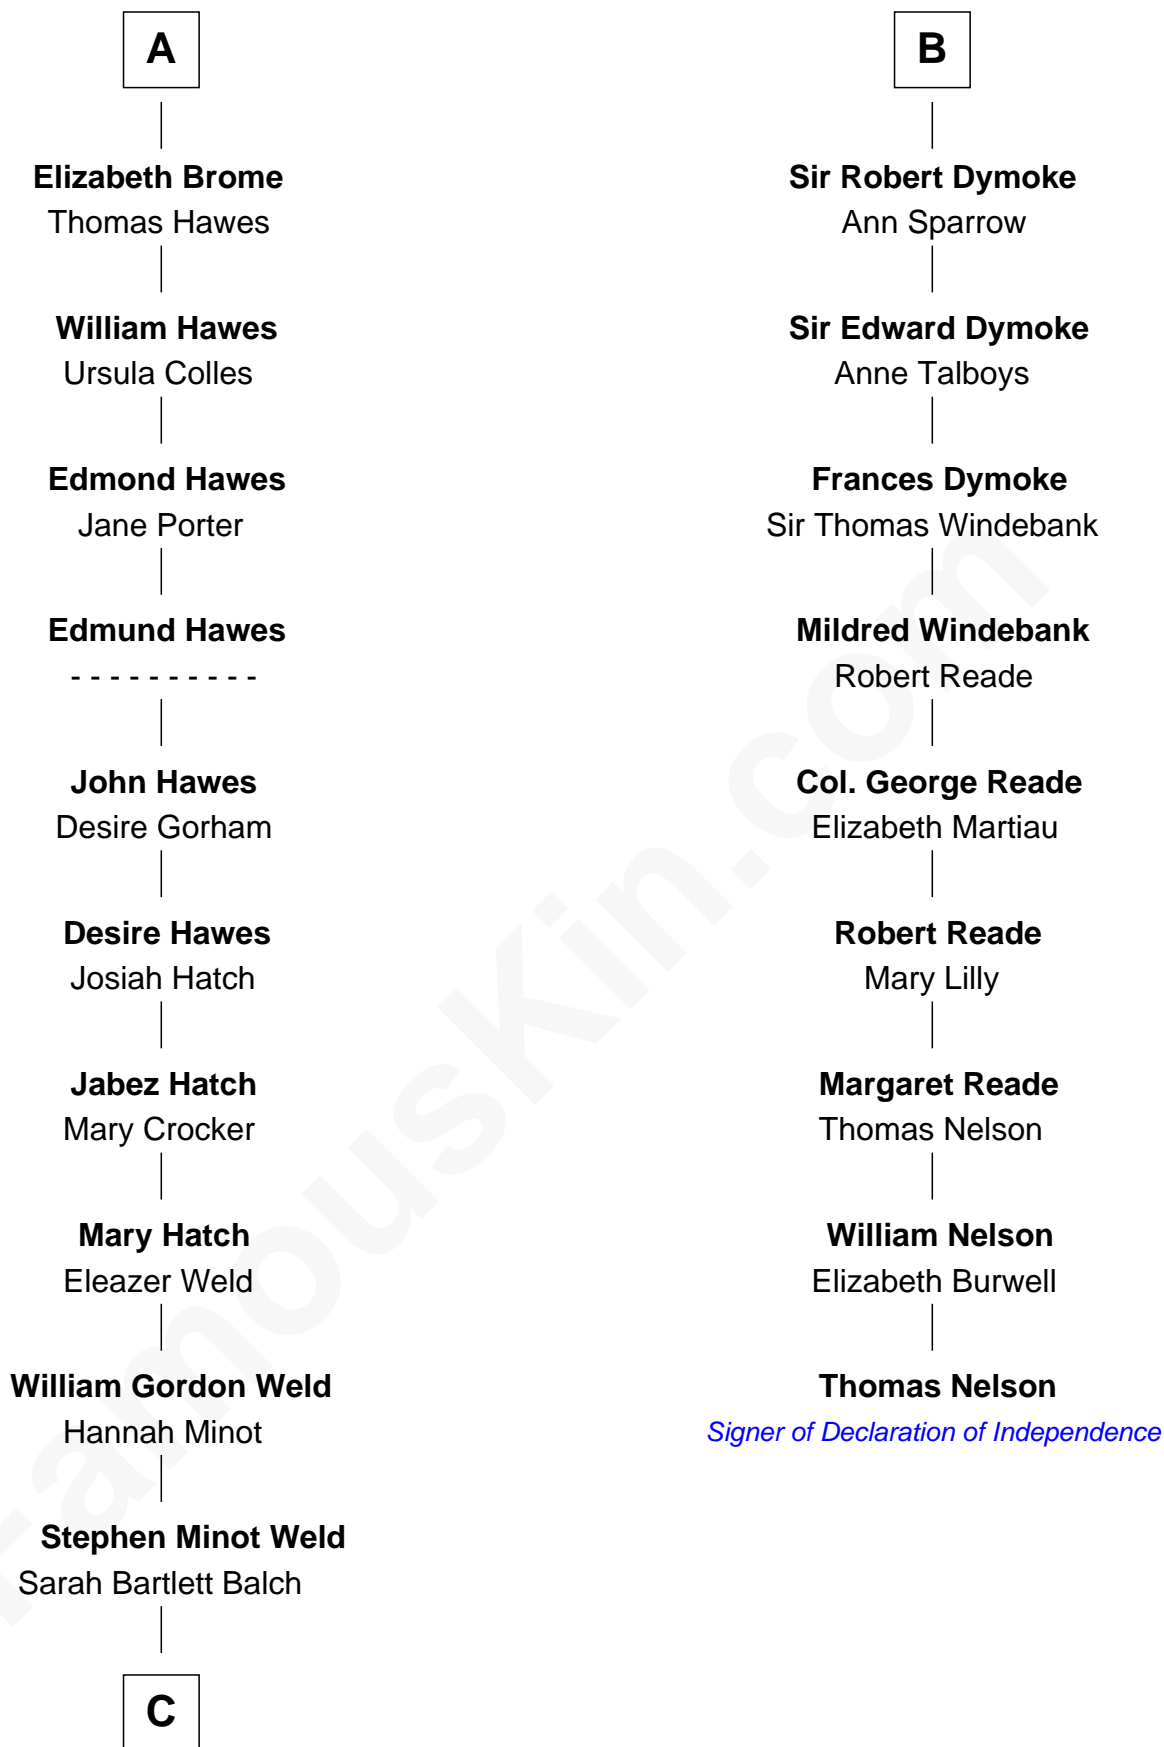 A
Elizabeth Brome
Thomas Hawes
William Hawes
Ursula Colles
Edmond Hawes
Jane Porter
Edmund Hawes
- - - - - - - - - -
John Hawes
Desire Gorham
Desire Hawes
Josiah Hatch
Jabez Hatch
Mary Crocker
Mary Hatch
Eleazer Weld
William Gordon Weld
Hannah Minot
Stephen Minot Weld
Sarah Bartlett Balch
C
B
Sir Robert Dymoke
Ann Sparrow
Sir Edward Dymoke
Anne Talboys
Frances Dymoke
Sir Thomas Windebank
Mildred Windebank
Robert Reade
Col. George Reade
Elizabeth Martiau
Robert Reade
Mary Lilly
Margaret Reade
Thomas Nelson
William Nelson
Elizabeth Burwell
Thomas Nelson
Signer of Declaration of Independence
FamousKin.com